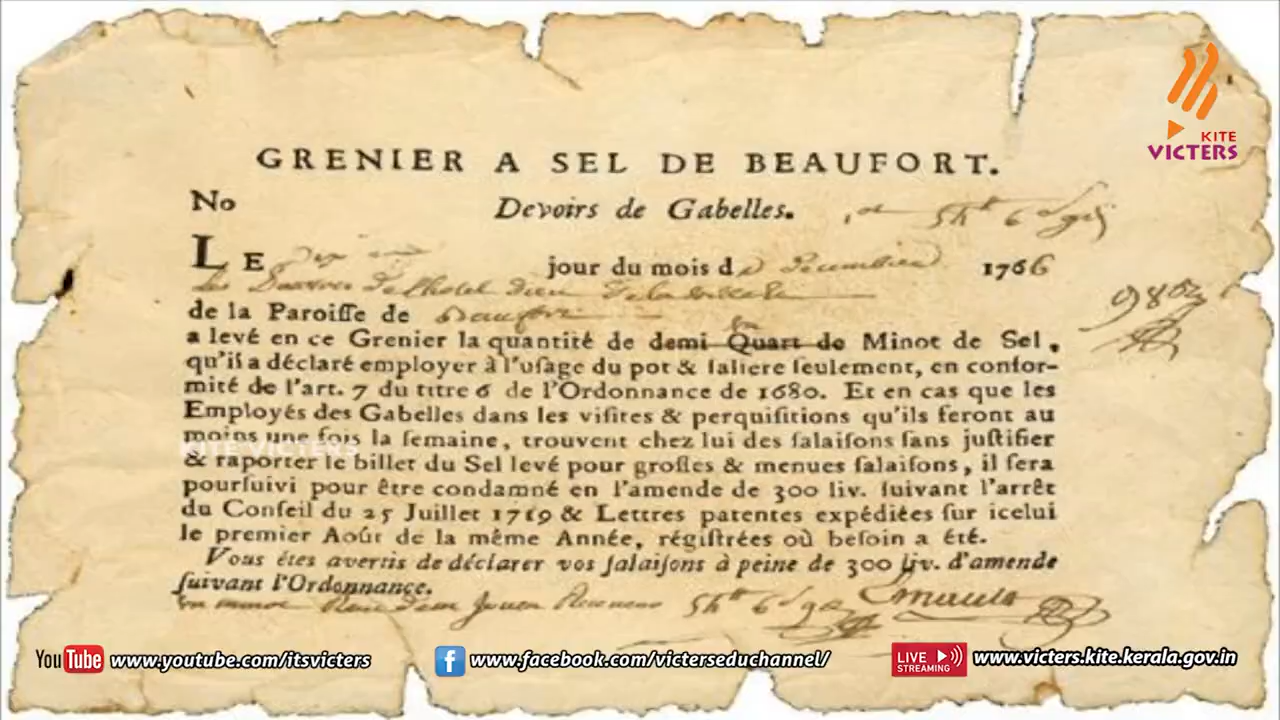 KITE
VICTERS
GRENIER A SEL DE BEAUFORT.
No
Devoirs de Gabelles.
LE
jour du mois d 1766
de la Paroiſſe de
a levé en ce Grenier la quantité de demi Quart de Minot de Sel,
qu'il a déclaré employer à l'uſage du pot & ſaliere ſeulement, en confor-
mité de l'art. 7 du titre 6 de l'Ordonnance de 1680. Et en cas que les
Employés des Gabelles dans les viſites & perquiſitions qu'ils feront au
moins une fois la ſemaine, trouvent chez lui des ſalaiſons ſans juſtifier
KITE VICTERS
& raporter le billet du Sel levé pour groſſes & menues ſalaiſons, il ſera
pourſuivi pour être condamné en l'amende de 300 liv. ſuivant l'arrêt
du Conſeil du 25 Juillet 1719 & Lettres patentes expédiées ſur icelui
le premier Août de la même Année, régiſtrées où beſoin a été.
Vous êtes avertis de déclarer vos ſalaiſons à peine de 300 liv. d'amende
ſuivant l'Ordonnance.
YouTube www.youtube.com/itsvicters
f www.facebook.com/victerseduchannel/
LIVE STREAMING www.victers.kite.kerala.gov.in